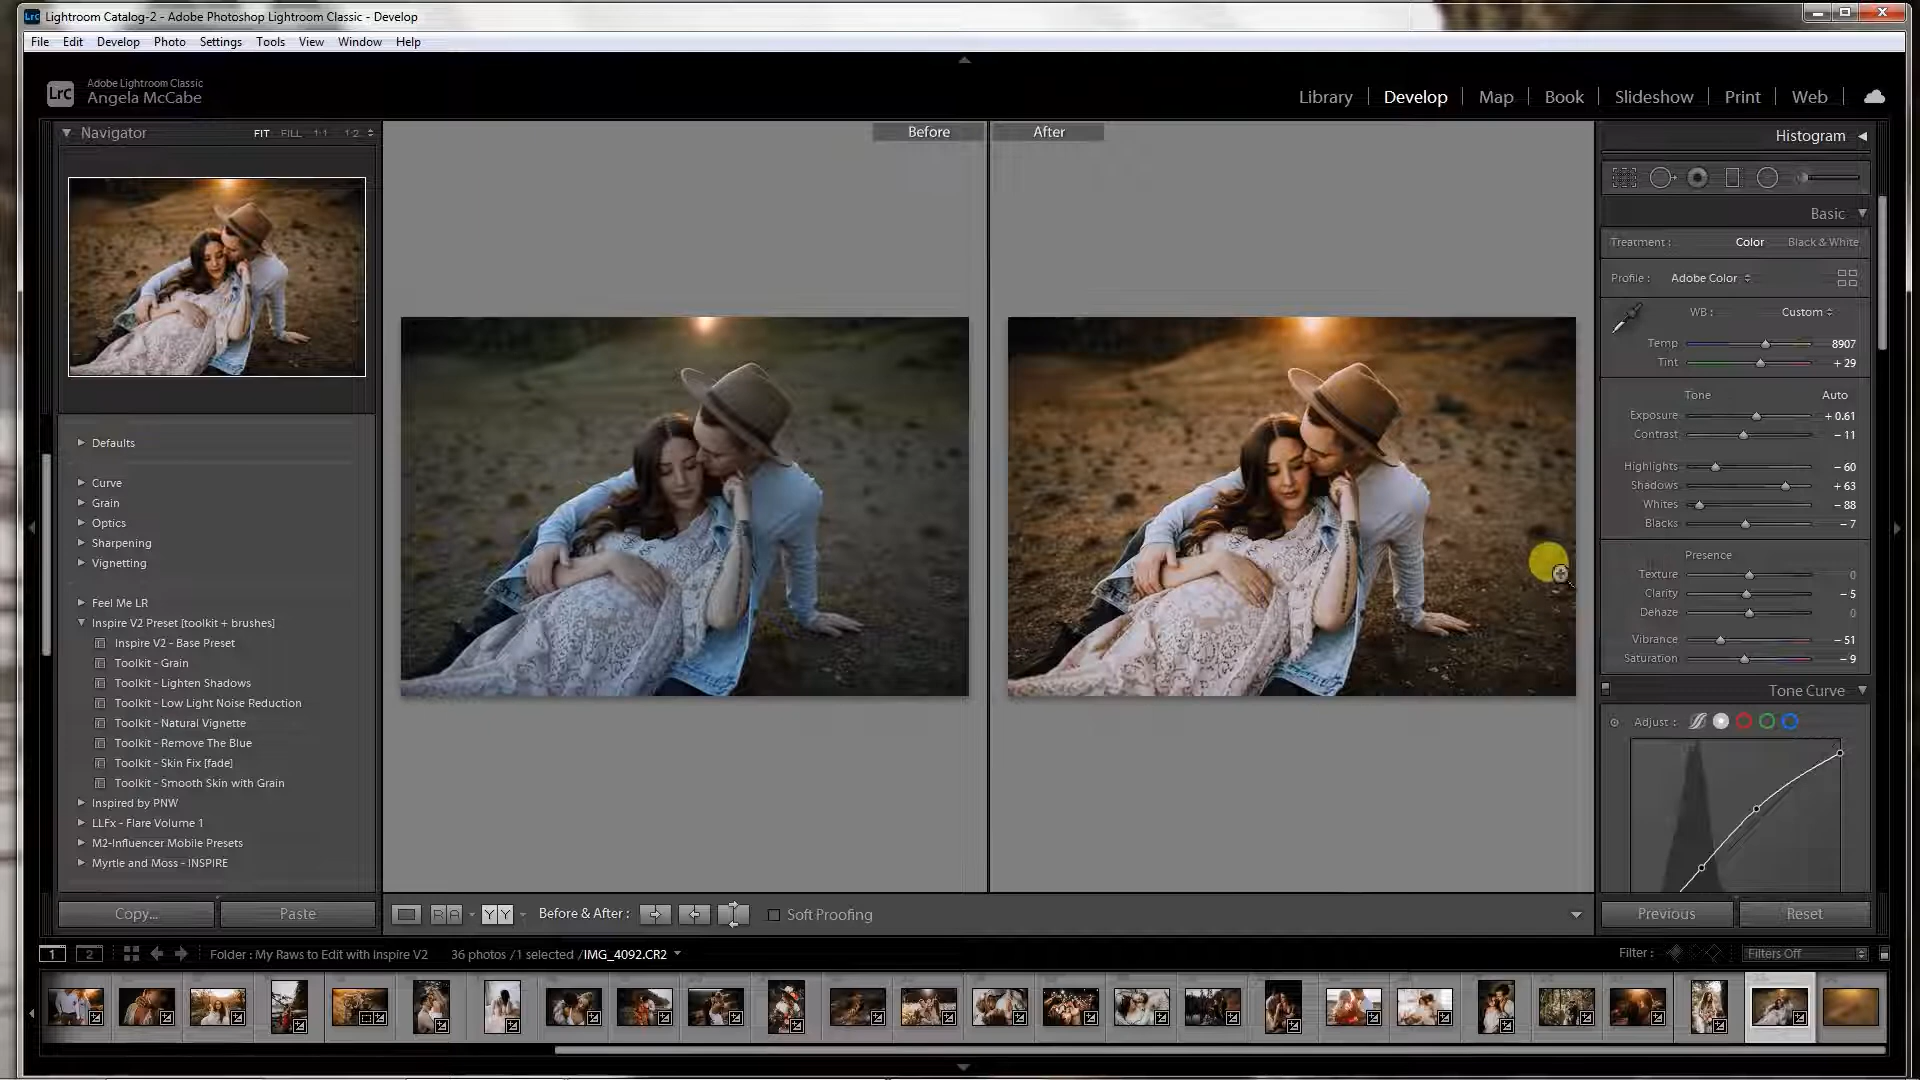 Lightroom Catalog-2 - Adobe Photoshop Lightroom Classic - Develop
File Edit Develop Photo Settings Tools View Window Help
Lrc
Adobe Lightroom Classic
Angela McCabe
Library Develop Map Book Slideshow Print Web
Navigator FIT FILL 1:1 1:2
Before
After
Histogram
Basic
Treatment : Color Black & White
Profile : Adobe Color
WB : Custom
Temp 8907
Tint + 29
Tone Auto
Exposure + 0.61
Contrast – 11
Highlights – 60
Shadows + 63
Whites – 88
Blacks – 7
Presence
Texture 0
Clarity – 5
Dehaze 0
Vibrance – 51
Saturation – 9
Tone Curve
Adjust :
Defaults
Curve
Grain
Optics
Sharpening
Vignetting
Feel Me LR
Inspire V2 Preset [toolkit + brushes]
Inspire V2 - Base Preset
Toolkit - Grain
Toolkit - Lighten Shadows
Toolkit - Low Light Noise Reduction
Toolkit - Natural Vignette
Toolkit - Remove The Blue
Toolkit - Skin Fix [fade]
Toolkit - Smooth Skin with Grain
Inspired by PNW
LLFx - Flare Volume 1
M2-Influencer Mobile Presets
Myrtle and Moss - INSPIRE
Copy... Paste
R A Y Y Before & After : Soft Proofing
Previous Reset
1 2 Folder : My Raws to Edit with Inspire V2 36 photos /1 selected /IMG_4092.CR2 Filter : Filters Off